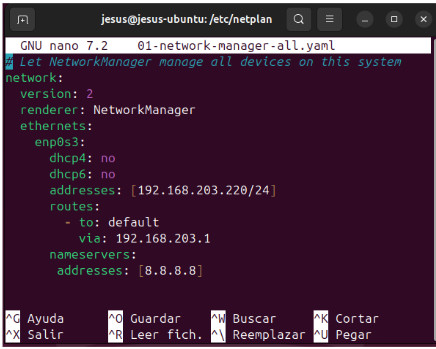 jesus@jesus-ubuntu: /etc/netplan
GNU nano 7.2    01-network-manager-all.yaml
# Let NetworkManager manage all devices on this system
network:
  version: 2
  renderer: NetworkManager
  ethernets:
    enp0s3:
      dhcp4: no
      dhcp6: no
      addresses: [192.168.203.220/24]
      routes:
        - to: default
          via: 192.168.203.1
      nameservers:
       addresses: [8.8.8.8]
^G Ayuda    ^O Guardar    ^W Buscar    ^K Cortar
^X Salir    ^R Leer fich.    ^\ Reemplazar    ^U Pegar